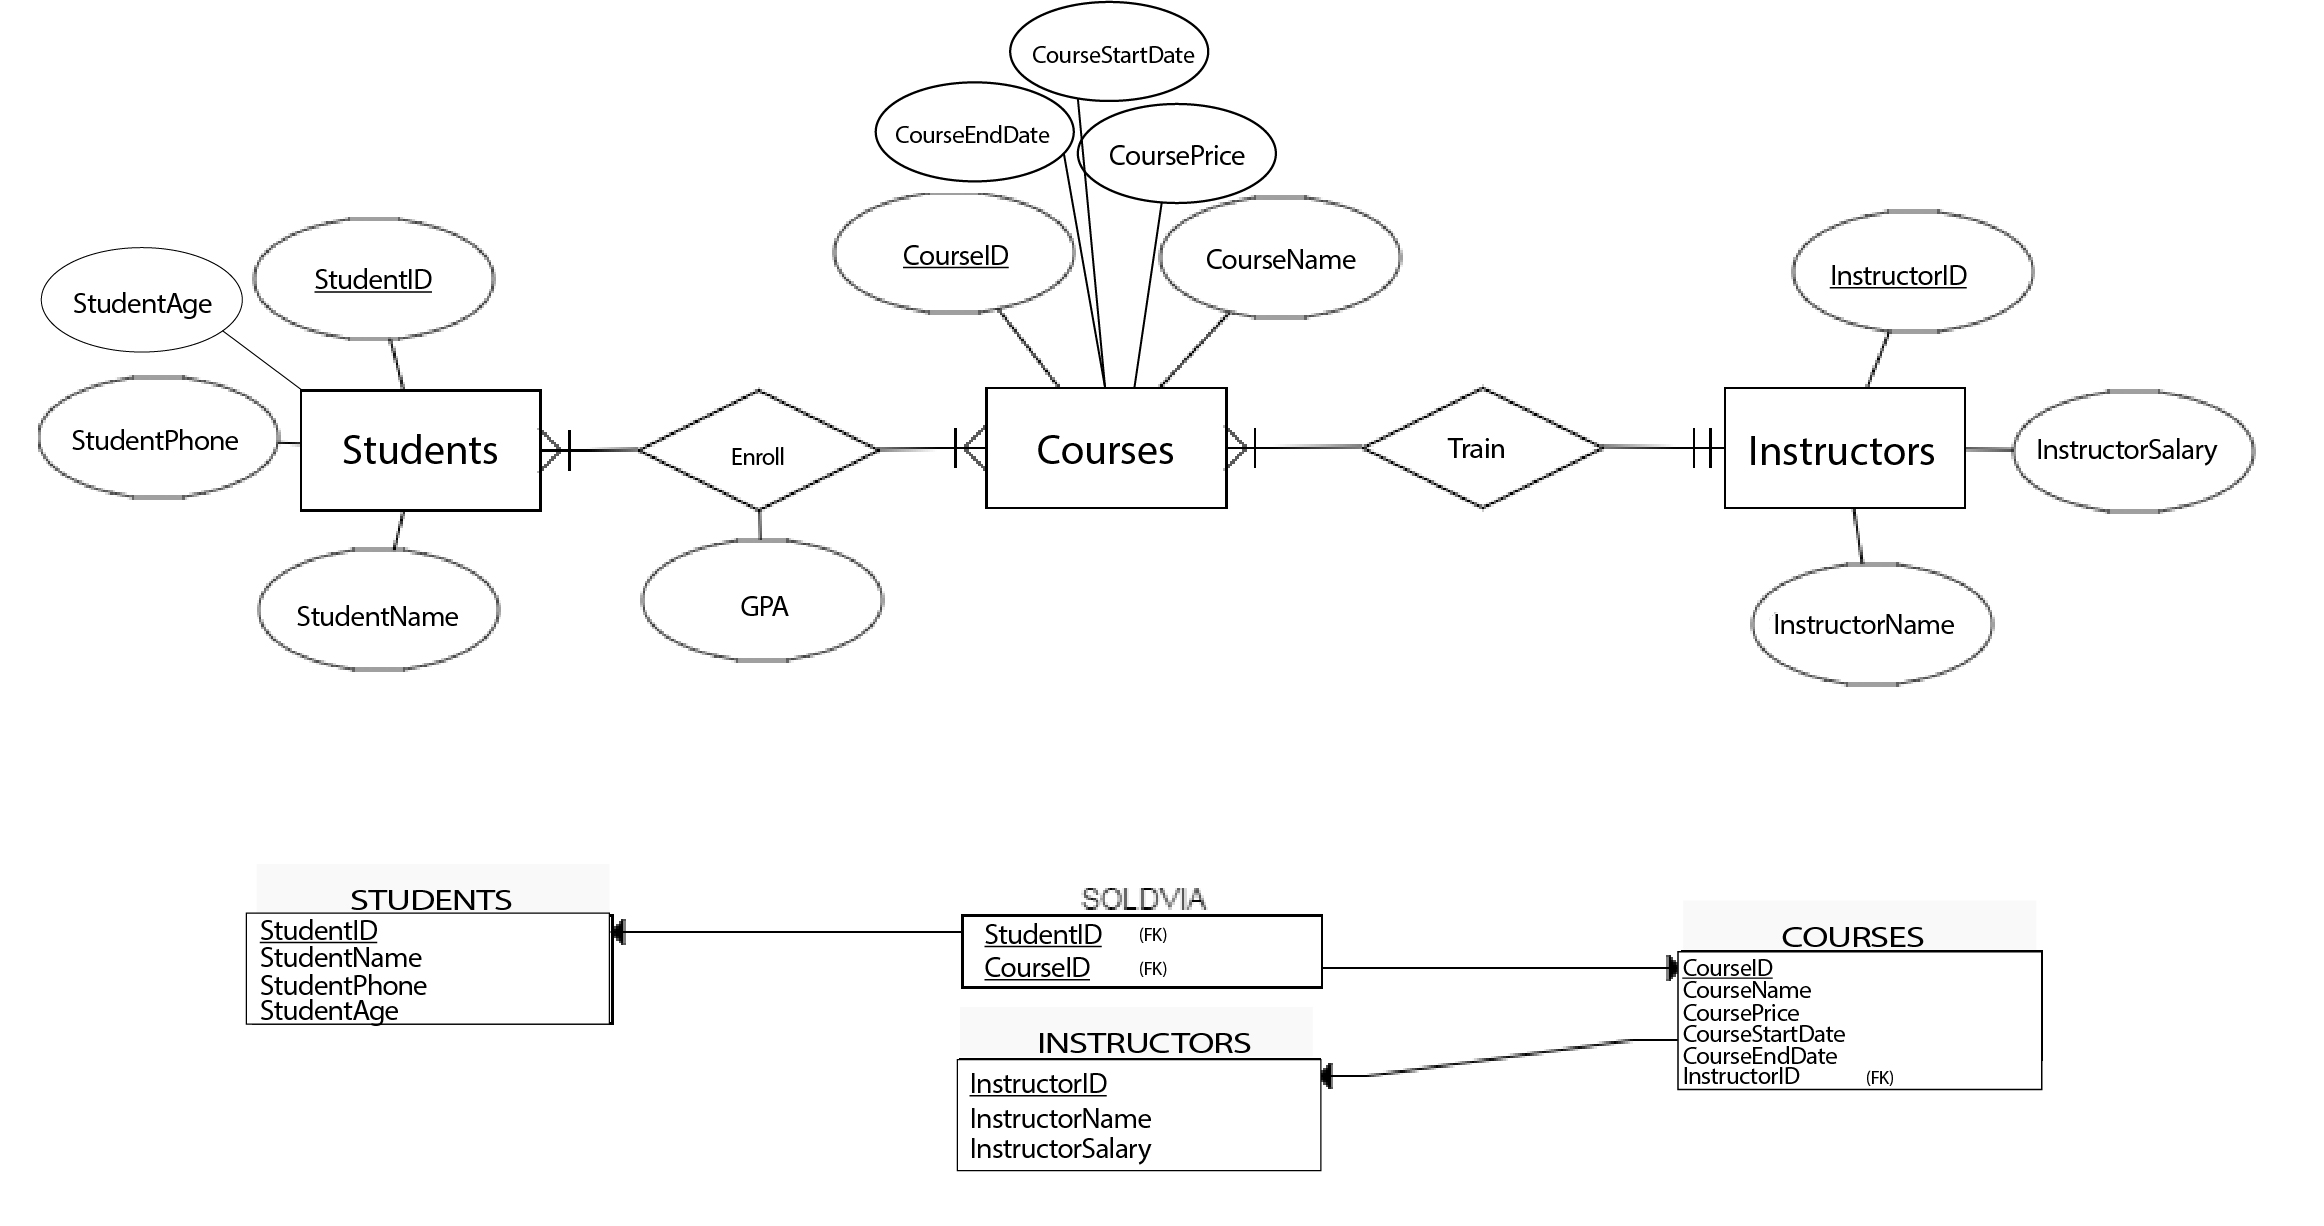 CourseStartDate
CourseEndDate
CoursePrice
CourseID
CourseName
StudentID
StudentAge
StudentPhone
Students
StudentName
Enroll
GPA
Courses
Train
InstructorID
Instructors
InstructorSalary
InstructorName
STUDENTS
StudentID
StudentName
StudentPhone
StudentAge
SOLDVIA
StudentID (FK)
CourseID (FK)
INSTRUCTORS
InstructorID
InstructorName
InstructorSalary
COURSES
CourseID
CourseName
CoursePrice
CourseStartDate
CourseEndDate
InstructorID (FK)